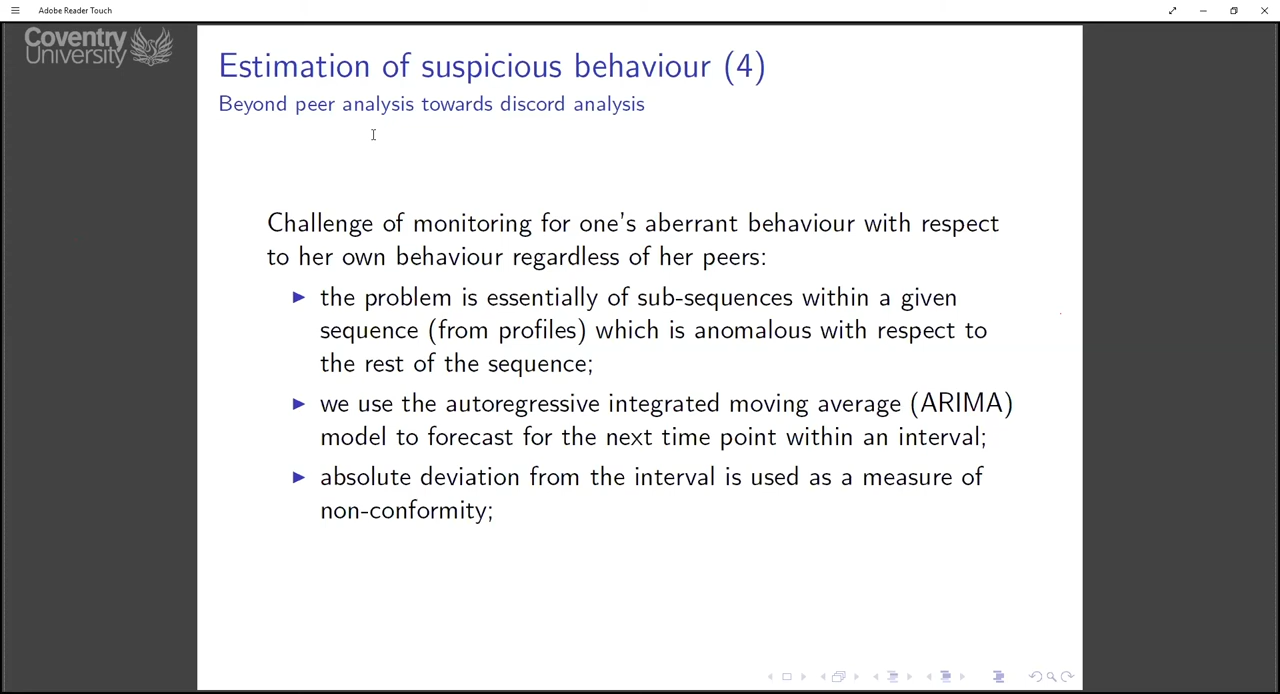 Adobe Reader Touch
Coventry
University
Estimation of suspicious behaviour (4)
Beyond peer analysis towards discord analysis
Challenge of monitoring for one's aberrant behaviour with respect
to her own behaviour regardless of her peers:
the problem is essentially of sub-sequences within a given
sequence (from profiles) which is anomalous with respect to
the rest of the sequence;
we use the autoregressive integrated moving average (ARIMA)
model to forecast for the next time point within an interval;
absolute deviation from the interval is used as a measure of
non-conformity;